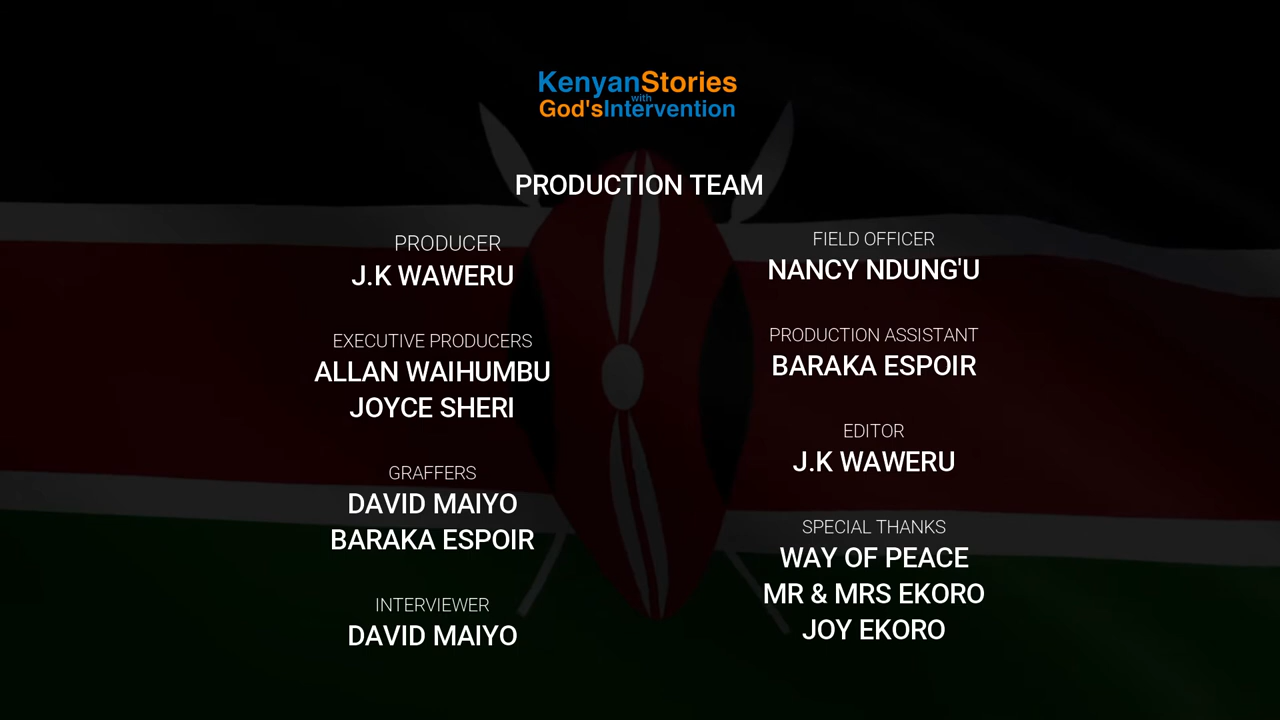 KenyanStories
with
God'sIntervention
PRODUCTION TEAM
PRODUCER
J.K WAWERU
EXECUTIVE PRODUCERS
ALLAN WAIHUMBU
JOYCE SHERI
GRAFFERS
DAVID MAIYO
BARAKA ESPOIR
INTERVIEWER
DAVID MAIYO
FIELD OFFICER
NANCY NDUNG'U
PRODUCTION ASSISTANT
BARAKA ESPOIR
EDITOR
J.K WAWERU
SPECIAL THANKS
WAY OF PEACE
MR & MRS EKORO
JOY EKORO